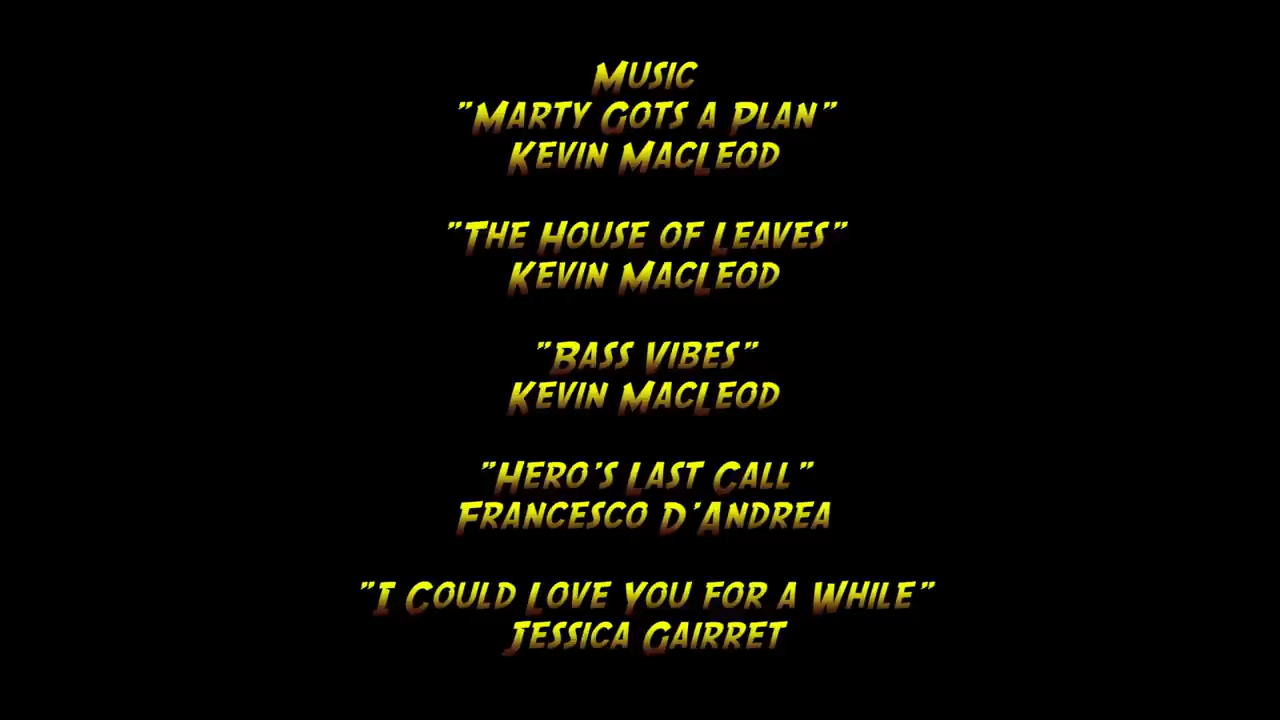 Music
"Marty Gots a Plan"
Kevin MacLeod
"The House of Leaves"
Kevin MacLeod
"Bass Vibes"
Kevin MacLeod
"Hero's Last Call"
Francesco D'Andrea
"I Could Love You for a While"
Jessica Gairret